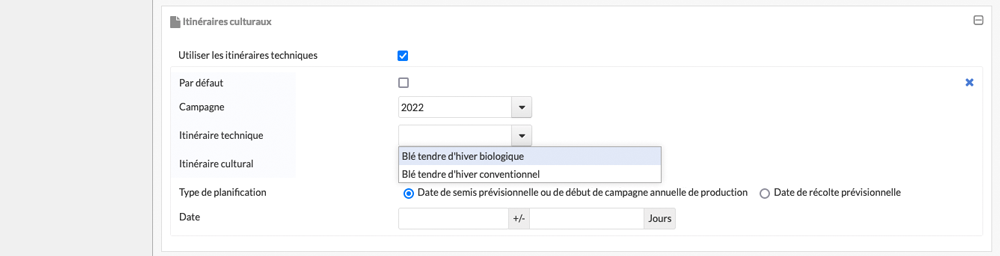 Itinéraires culturaux
Utiliser les itinéraires techniques
Par défaut
Campagne 2022
Itinéraire technique
Blé tendre d'hiver biologique
Itinéraire cultural
Blé tendre d'hiver conventionnel
Type de planification Date de semis prévisionnelle ou de début de campagne annuelle de production Date de récolte prévisionnelle
Date +/- Jours